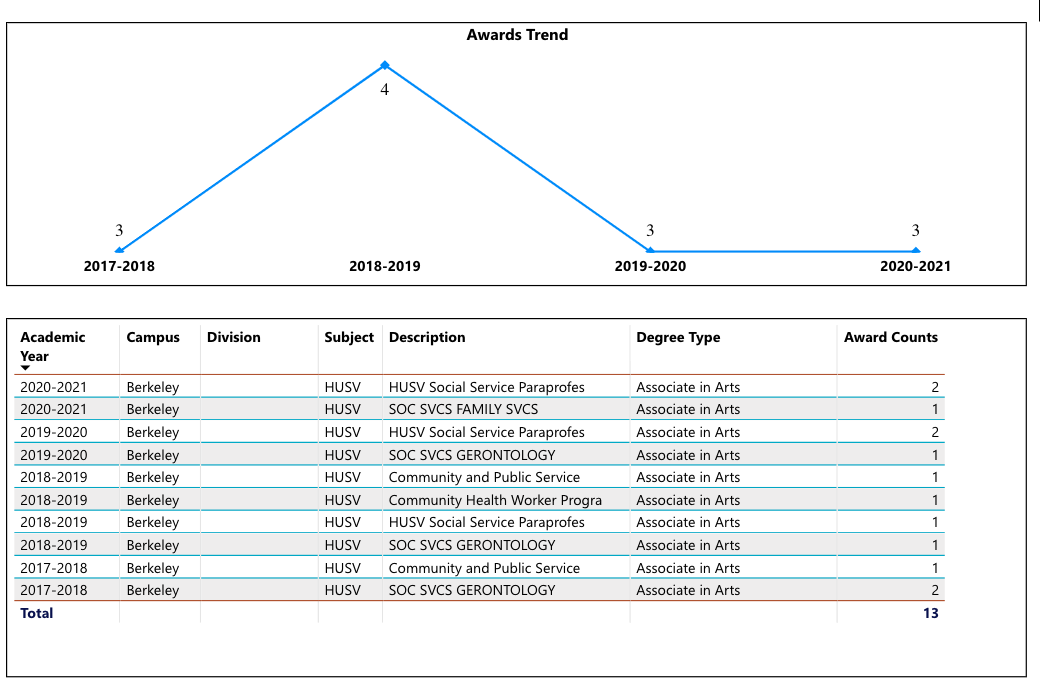 Awards Trend
4
3 3 3
2017-2018 2018-2019 2019-2020 2020-2021
Academic Year Campus Division Subject Description Degree Type Award Counts
2020-2021 Berkeley HUSV HUSV Social Service Paraprofes Associate in Arts 2
2020-2021 Berkeley HUSV SOC SVCS FAMILY SVCS Associate in Arts 1
2019-2020 Berkeley HUSV HUSV Social Service Paraprofes Associate in Arts 2
2019-2020 Berkeley HUSV SOC SVCS GERONTOLOGY Associate in Arts 1
2018-2019 Berkeley HUSV Community and Public Service Associate in Arts 1
2018-2019 Berkeley HUSV Community Health Worker Progra Associate in Arts 1
2018-2019 Berkeley HUSV HUSV Social Service Paraprofes Associate in Arts 1
2018-2019 Berkeley HUSV SOC SVCS GERONTOLOGY Associate in Arts 1
2017-2018 Berkeley HUSV Community and Public Service Associate in Arts 1
2017-2018 Berkeley HUSV SOC SVCS GERONTOLOGY Associate in Arts 2
Total 13